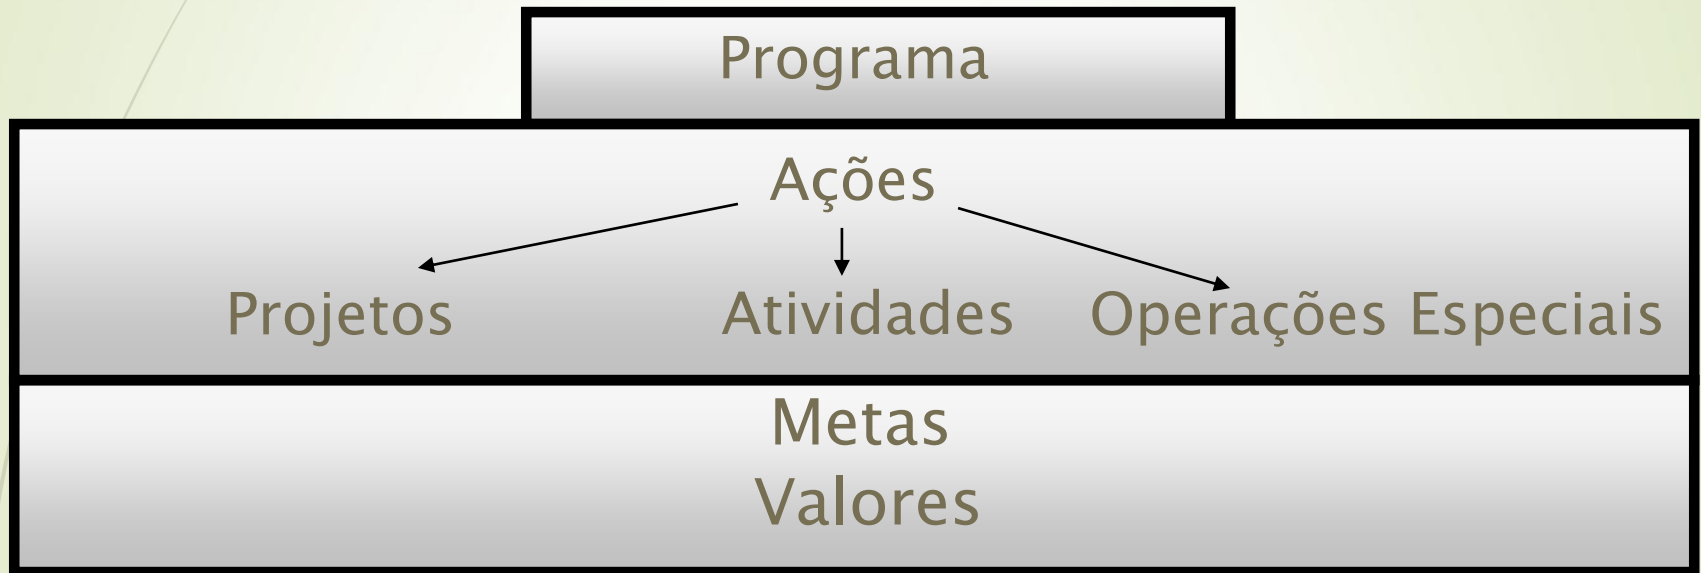 Programa
Ações
Projetos Atividades Operações Especiais
Metas
Valores